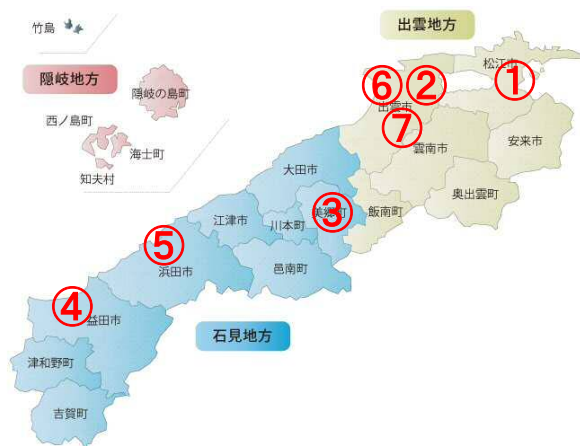 竹島
出雲地方
松江市
①
隠岐地方
隠岐の島町
⑥
②
出雲市
西ノ島町
⑦
安来市
海士町
雲南市
知夫村
大田市
奥出雲町
美郷町
③
飯南町
江津市
川本町
⑤
浜田市
邑南町
④
益田市
石見地方
津和野町
吉賀町